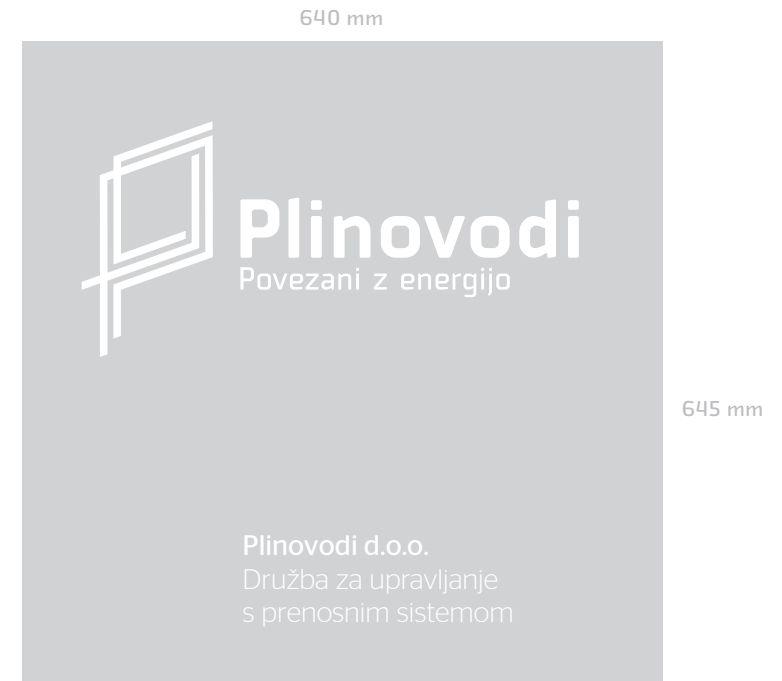 640 mm
Plinovodi
Povezani z energijo
645 mm
Plinovodi d.o.o.
Družba za upravljanje
s prenosnim sistemom